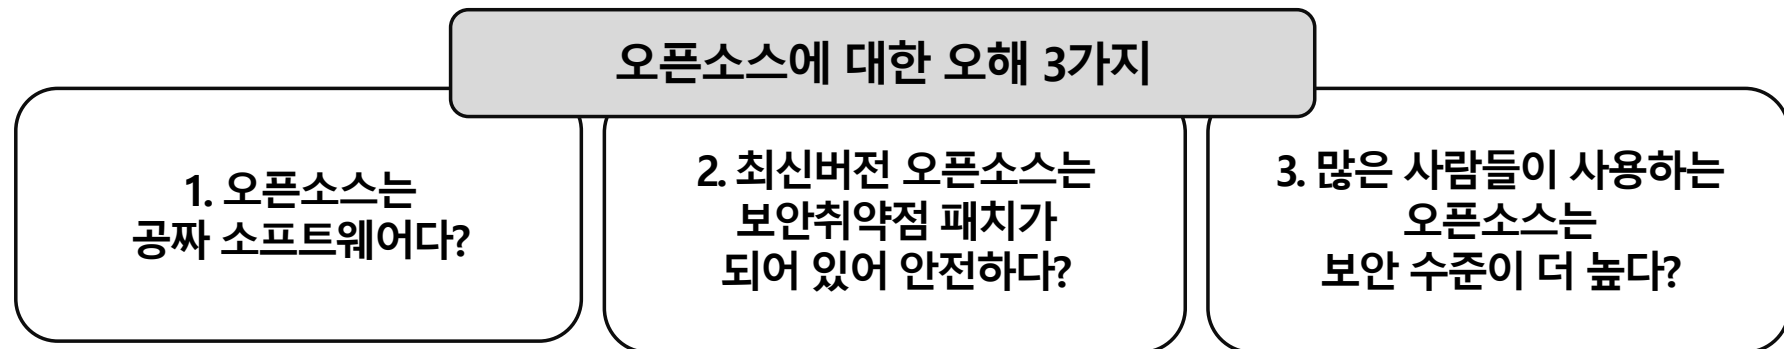 오픈소스에 대한 오해 3가지
1. 오픈소스는
공짜 소프트웨어다?
2. 최신버전 오픈소스는
보안취약점 패치가
되어 있어 안전하다?
3. 많은 사람들이 사용하는
오픈소스는
보안 수준이 더 높다?